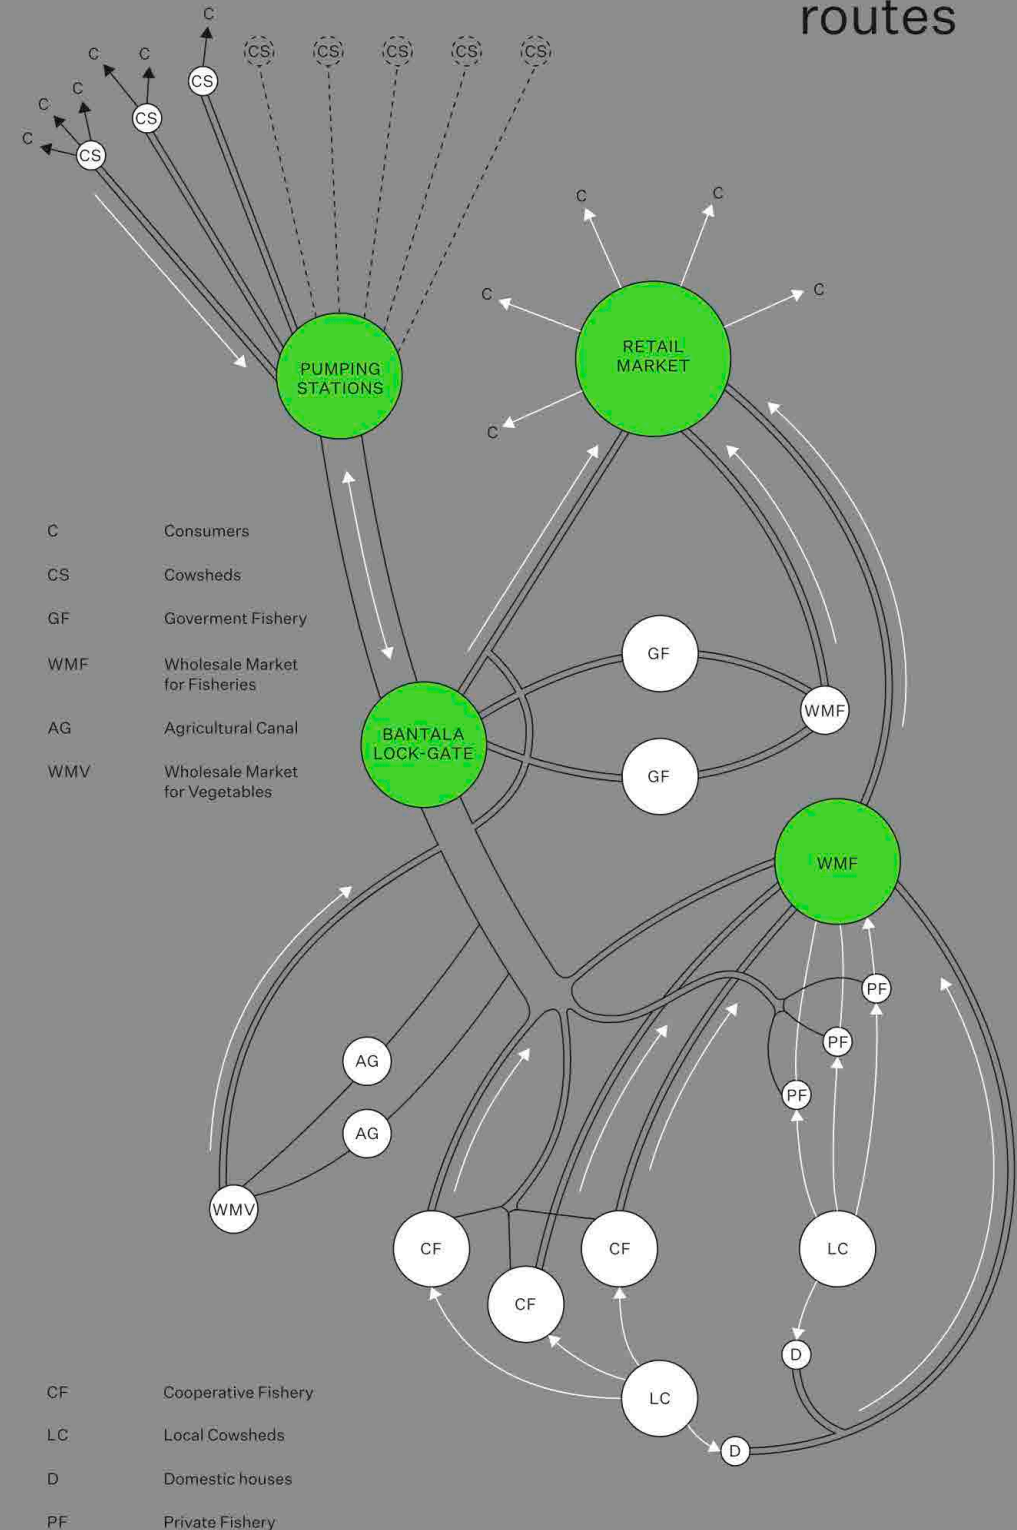 routes
C
CS
CS
CS
CS
CS
C
C
C
CS
C
CS
C
C
CS
C
C
C
C
C
RETAIL
MARKET
PUMPING
STATIONS
C
C Consumers
CS Cowsheds
GF Goverment Fishery
WMF Wholesale Market
for Fisheries
AG Agricultural Canal
WMV Wholesale Market
for Vegetables
GF
WMF
BANTALA
LOCK-GATE
GF
WMF
PF
PF
AG
PF
AG
WMV
CF
CF
LC
CF
D
LC
D
CF Cooperative Fishery
LC Local Cowsheds
D Domestic houses
PF Private Fishery